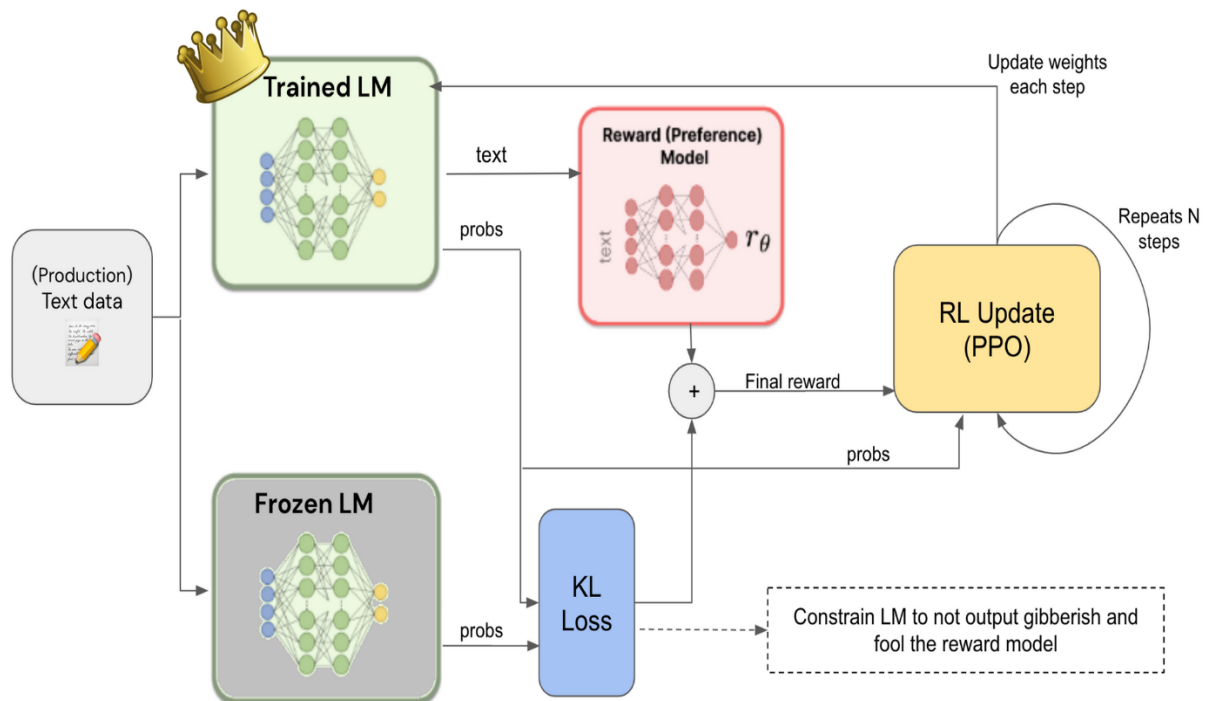 Trained LM
Update weights
each step
Reward (Preference)
Model
text
text
r_θ
probs
Repeats N
steps
(Production)
Text data
RL Update
(PPO)
+
Final reward
probs
Frozen LM
KL
Loss
probs
Constrain LM to not output gibberish and
fool the reward model